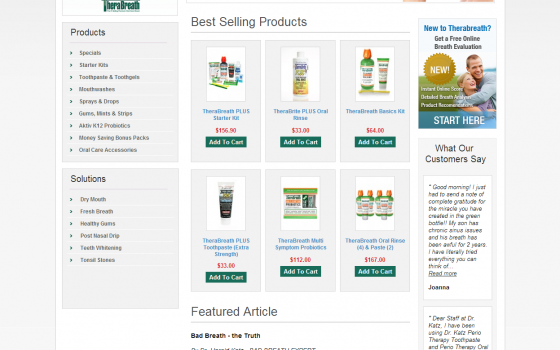 TheraBreath
Products
Specials
Starter Kits
Toothpaste & Toothgels
Mouthwashes
Sprays & Drops
Gums, Mints & Strips
Aktiv K12 Probiotics
Money Saving Bonus Packs
Oral Care Accessories
Solutions
Dry Mouth
Fresh Breath
Healthy Gums
Post Nasal Drip
Teeth Whitening
Tonsil Stones
Best Selling Products
TheraBreath PLUS
Starter Kit
$156.90
Add To Cart
TheraBrite PLUS Oral
Rinse
$33.00
Add To Cart
TheraBreath Basics Kit
$64.00
Add To Cart
TheraBreath PLUS
Toothpaste (Extra
Strength)
$33.00
Add To Cart
TheraBreath Multi
Symptom Probiotics
$112.00
Add To Cart
TheraBreath Oral Rinse
(4) & Paste (2)
$167.00
Add To Cart
Featured Article
Bad Breath - the Truth
By Dr. Harold Katz - BAD BREATH EXPERT
New to Therabreath?
Get a Free Online
Breath Evaluation
NEW!
Instant Online Score
Detailed Breath Analysis
Product Recommendations
START HERE
What Our
Customers Say
" Good morning! I just
had to send a note of
complete gratitude for
the miracle you have
created in the green
bottle!! My son has
chronic sinus issues
and his breath has
been awful for 2 years.
I have literally tried
everything you can
think of...
Read more
Joanna
" Dear Staff at Dr.
Katz, I have been
using Dr. Katz Perio
Therapy Toothpaste
and Perio Therapy Oral